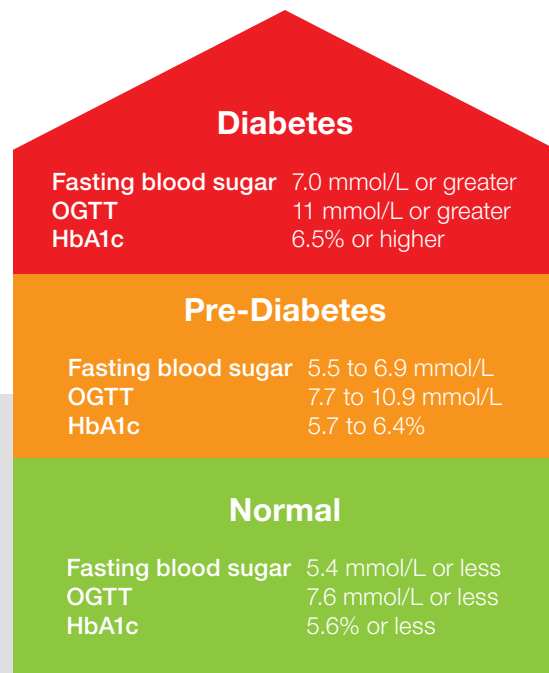 Diabetes
Fasting blood sugar 7.0 mmol/L or greater
OGTT 11 mmol/L or greater
HbA1c 6.5% or higher
Pre-Diabetes
Fasting blood sugar 5.5 to 6.9 mmol/L
OGTT 7.7 to 10.9 mmol/L
HbA1c 5.7 to 6.4%
Normal
Fasting blood sugar 5.4 mmol/L or less
OGTT 7.6 mmol/L or less
HbA1c 5.6% or less